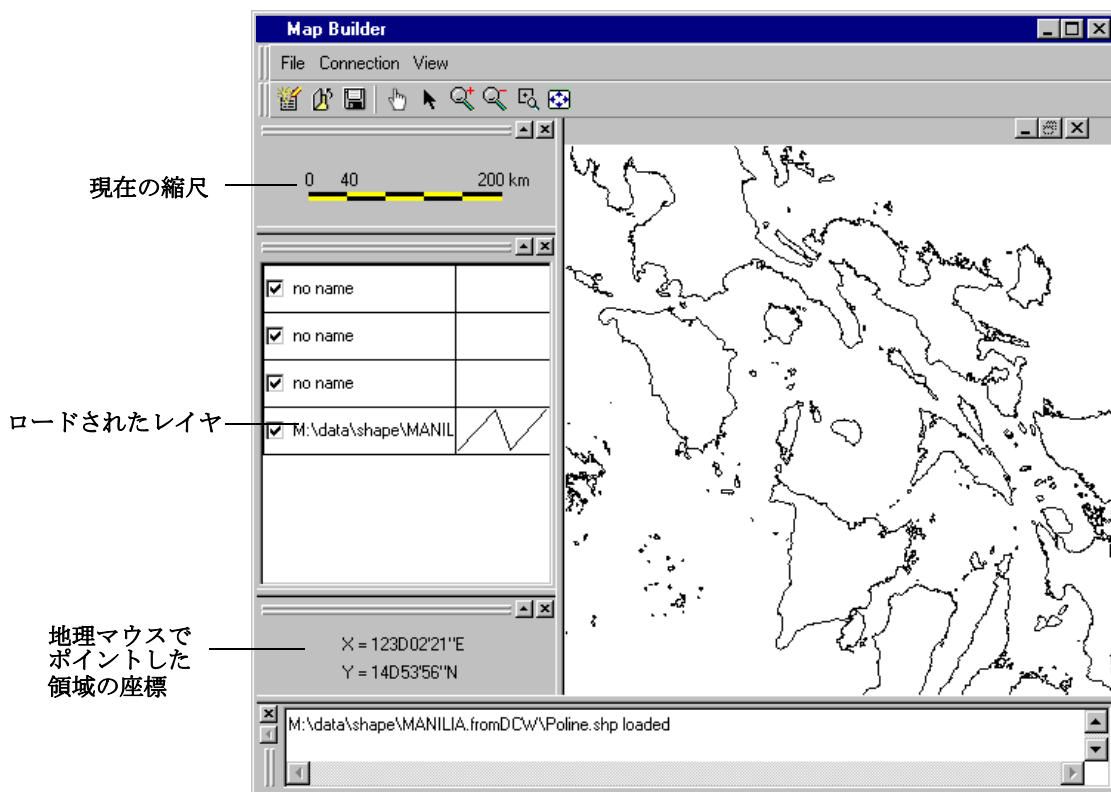 Map Builder
File Connection View
現在の縮尺
0 40 200 km
no name
no name
no name
ロードされたレイヤ
M:\data\shape\MANIL
地理マウスで
ポイントした
領域の座標
X = 123D02'21"E
Y = 14D53'56"N
M:\data\shape\MANILIA.fromDCW\Poline.shp loaded